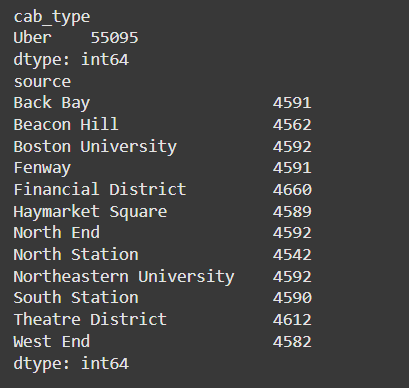 cab_type
Uber    55095
dtype: int64
source
Back Bay                   4591
Beacon Hill                4562
Boston University          4592
Fenway                     4591
Financial District         4660
Haymarket Square           4589
North End                  4592
North Station              4542
Northeastern University    4592
South Station              4590
Theatre District           4612
West End                   4582
dtype: int64